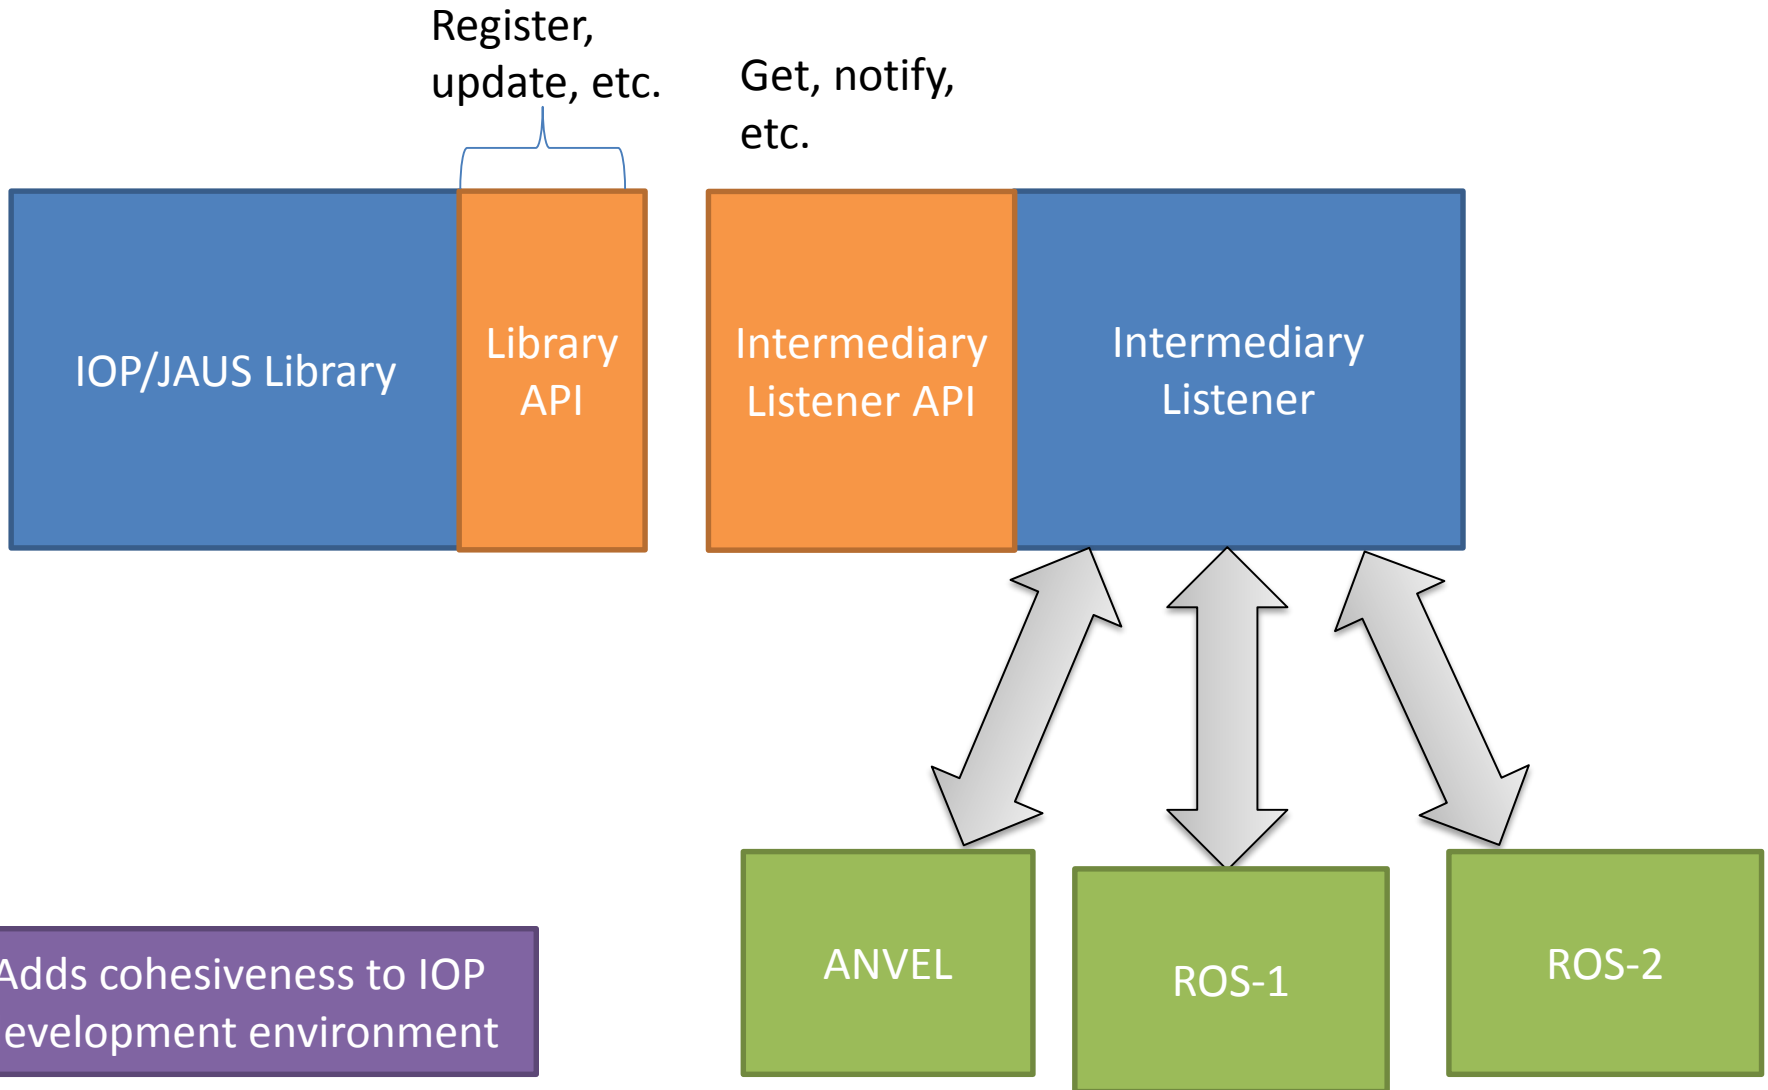 Register,
update, etc.
Get, notify,
etc.
IOP/JAUS Library
Library
API
Intermediary
Listener API
Intermediary
Listener
ANVEL
ROS-1
ROS-2
Adds cohesiveness to IOP
evelopment environment